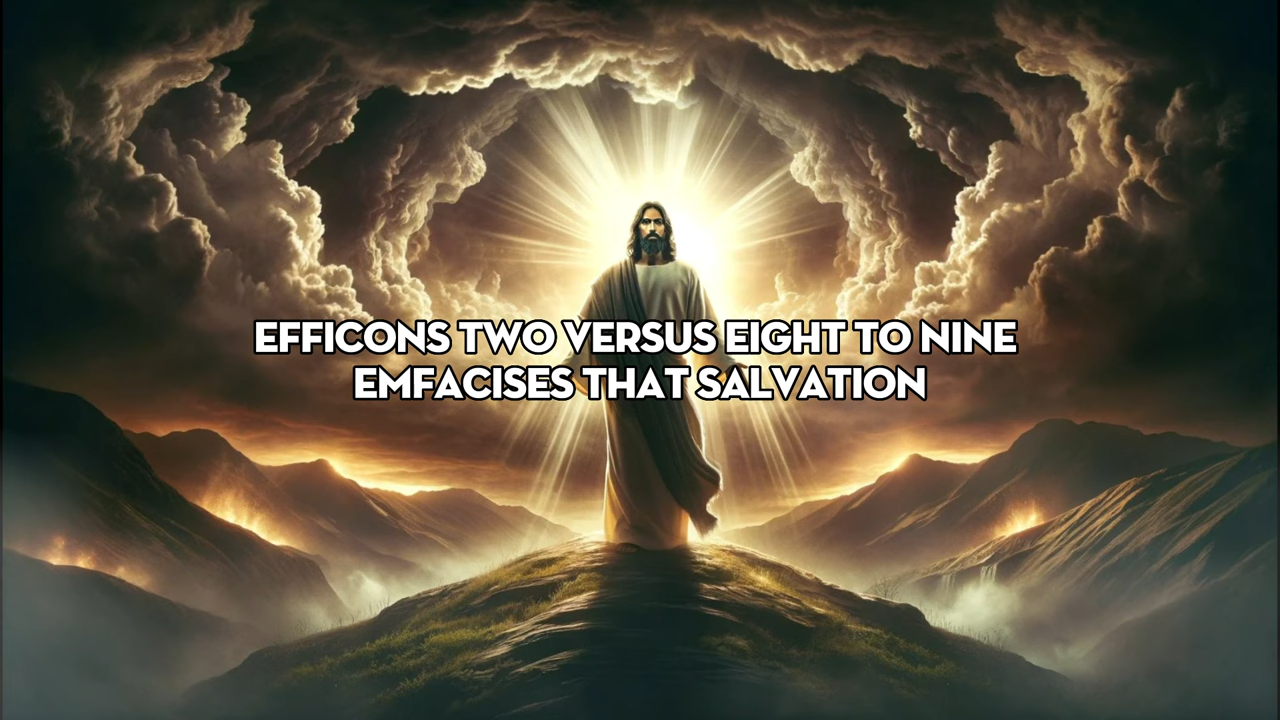 EFFICONS TWO VERSUS EIGHT TO NINE
EMFACISES THAT SALVATION